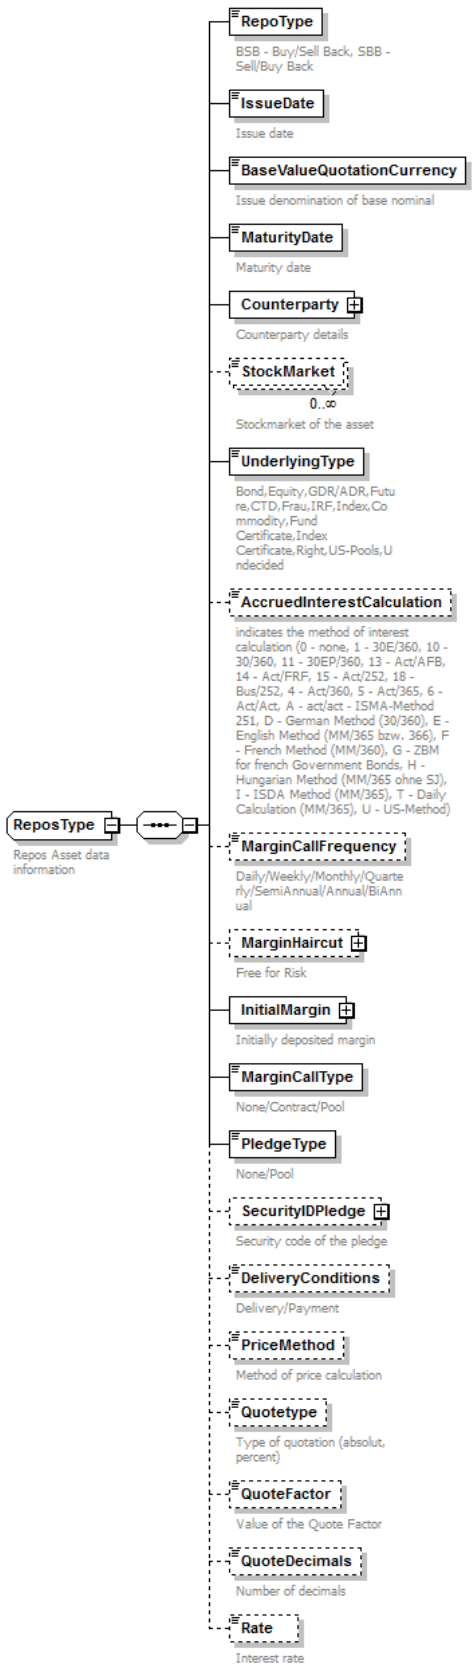 RepoType
BSB - Buy/Sell Back, SBB -
Sell/Buy Back
IssueDate
Issue date
BaseValueQuotationCurrency
Issue denomination of base nominal
MaturityDate
Maturity date
Counterparty
Counterparty details
StockMarket
0..∞
Stockmarket of the asset
UnderlyingType
Bond,Equity,GDR/ADR,Futu
re,CTD,Frau,IRF,Index,Co
mmodity,Fund
Certificate,Index
Certificate,Right,US-Pools,U
ndecided
AccruedInterestCalculation
indicates the method of interest
calculation (0 - none, 1 - 30E/360, 10 -
30/360, 11 - 30EP/360, 13 - Act/AFB,
14 - Act/FRF, 15 - Act/252, 18 -
Bus/252, 4 - Act/360, 5 - Act/365, 6 -
Act/Act, A - act/act - ISMA-Method
251, D - German Method (30/360), E -
English Method (MM/365 bzw. 366), F
- French Method (MM/360), G - ZBM
for french Government Bonds, H -
Hungarian Method (MM/365 ohne SJ),
I - ISDA Method (MM/365), T - Daily
Calculation (MM/365), U - US-Method)
ReposType
Repos Asset data
information
MarginCallFrequency
Daily/Weekly/Monthly/Quarte
rly/SemiAnnual/Annual/BiAnn
ual
MarginHaircut
Free for Risk
InitialMargin
Initially deposited margin
MarginCallType
None/Contract/Pool
PledgeType
None/Pool
SecurityIDPledge
Security code of the pledge
DeliveryConditions
Delivery/Payment
PriceMethod
Method of price calculation
Quotetype
Type of quotation (absolut,
percent)
QuoteFactor
Value of the Quote Factor
QuoteDecimals
Number of decimals
Rate
Interest rate